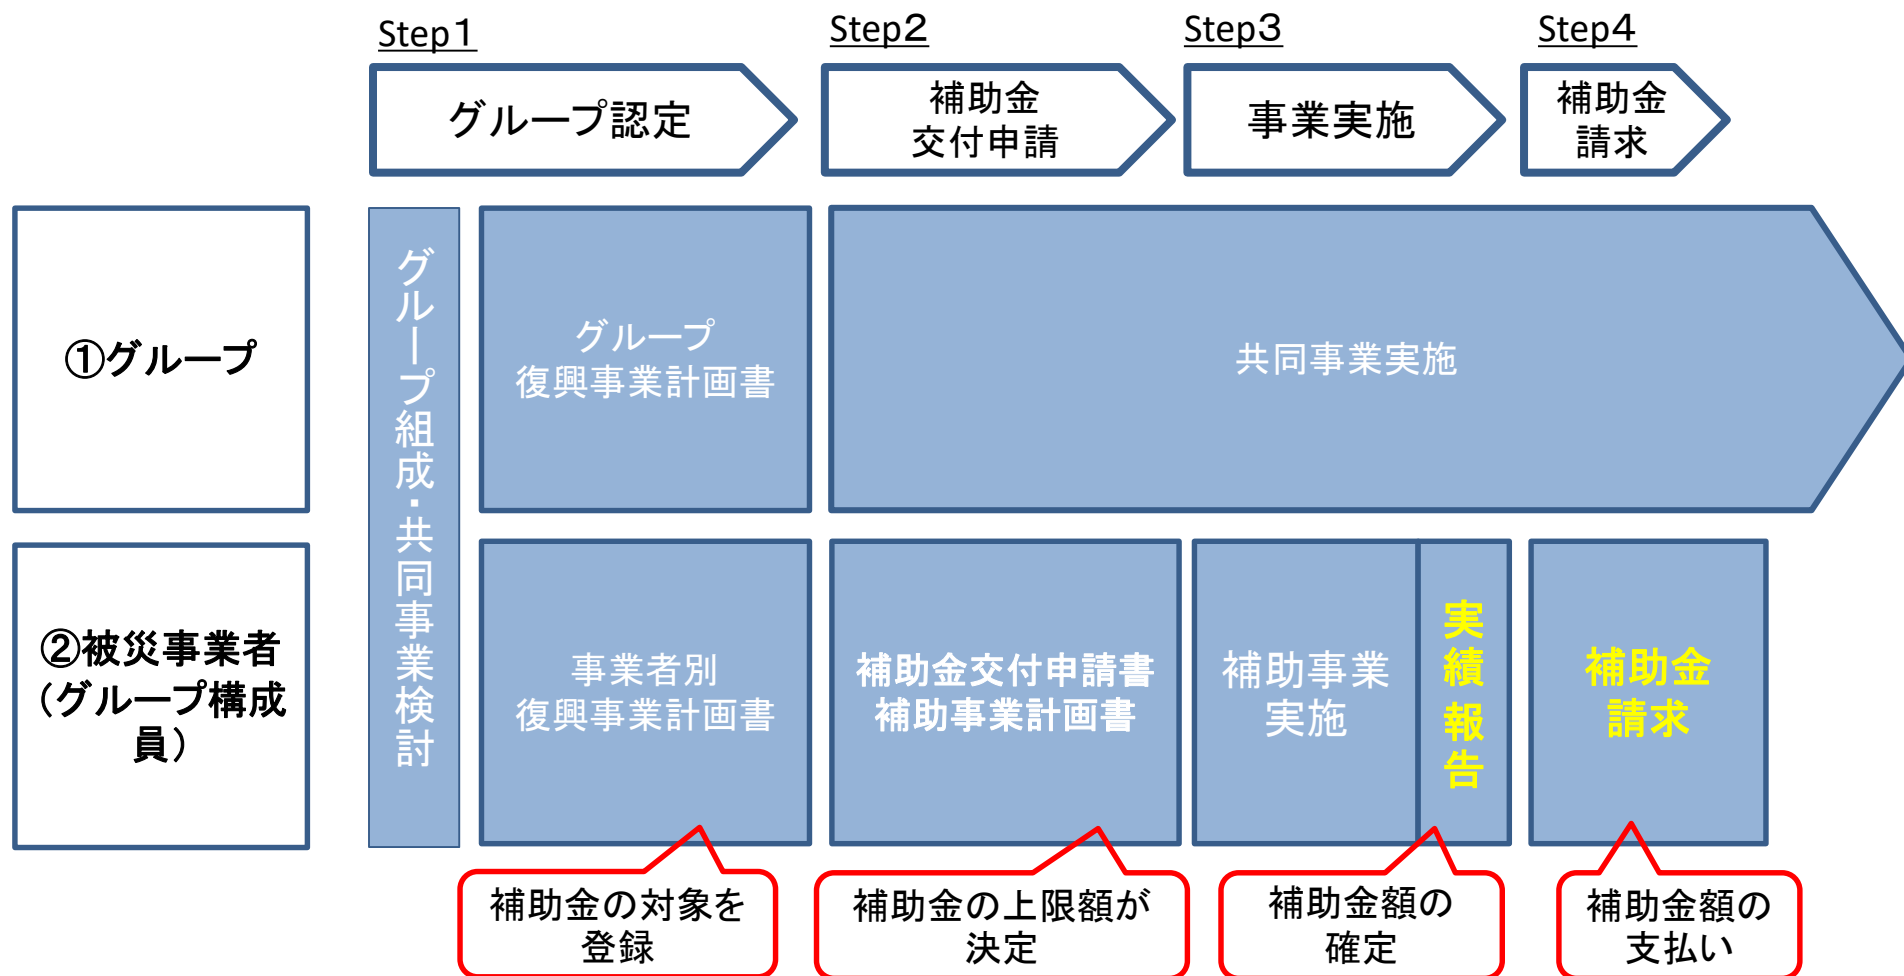 Step1
グループ認定
Step2
補助金
交付申請
Step3
事業実施
Step4
補助金
請求
①グループ
グループ組成・共同事業検討
グループ
復興事業計画書
共同事業実施
②被災事業者
（グループ構成
員）
事業者別
復興事業計画書
補助金交付申請書
補助事業計画書
補助事業
実施
実績報告
補助金
請求
補助金の対象を
登録
補助金の上限額が
決定
補助金額の
確定
補助金額の
支払い